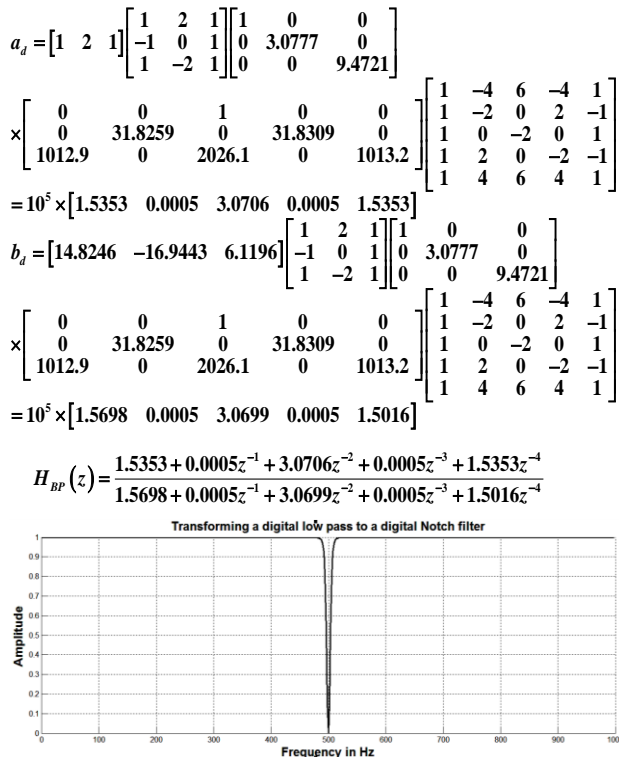 a_d = [1 2 1] [1 2 1; −1 0 1; 1 −2 1] [1 0 0; 0 3.0777 0; 0 0 9.4721]
× [0 0 1 0 0; 0 31.8259 0 31.8309 0; 1012.9 0 2026.1 0 1013.2] [1 −4 6 −4 1; 1 −2 0 2 −1; 1 0 −2 0 1; 1 2 0 −2 −1; 1 4 6 4 1]
= 10^5 × [1.5353 0.0005 3.0706 0.0005 1.5353]
b_d = [14.8246 −16.9443 6.1196] [1 2 1; −1 0 1; 1 −2 1] [1 0 0; 0 3.0777 0; 0 0 9.4721]
× [0 0 1 0 0; 0 31.8259 0 31.8309 0; 1012.9 0 2026.1 0 1013.2] [1 −4 6 −4 1; 1 −2 0 2 −1; 1 0 −2 0 1; 1 2 0 −2 −1; 1 4 6 4 1]
= 10^5 × [1.5698 0.0005 3.0699 0.0005 1.5016]
H_BP(z) = (1.5353 + 0.0005z^−1 + 3.0706z^−2 + 0.0005z^−3 + 1.5353z^−4) / (1.5698 + 0.0005z^−1 + 3.0699z^−2 + 0.0005z^−3 + 1.5016z^−4)
Transforming a digital low pass to a digital Notch filter
Amplitude
1
0.9
0.8
0.7
0.6
0.5
0.4
0.3
0.2
0.1
0
0 100 200 300 400 500 600 700 800 900 100
Frequency in Hz